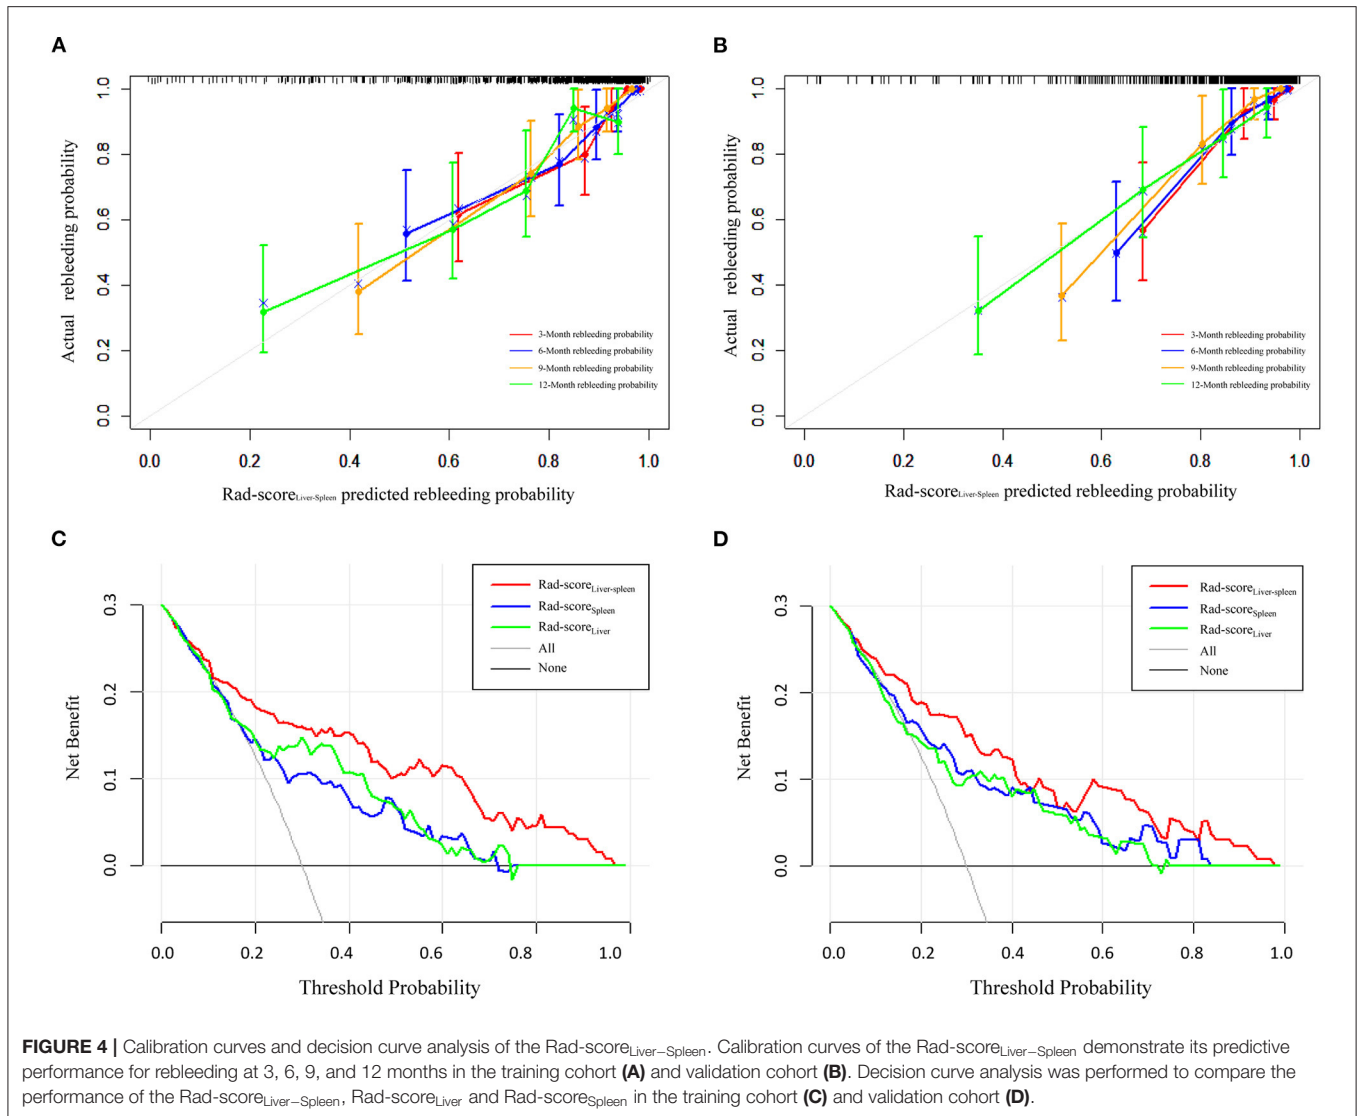 A
Actual rebleeding probability
1.0
0.8
0.6
0.4
0.2
0.0
3-Month rebleeding probability
6-Month rebleeding probability
9-Month rebleeding probability
12-Month rebleeding probability
0.0 0.2 0.4 0.6 0.8 1.0
Rad-scoreLiver-Spleen predicted rebleeding probability
B
Actual rebleeding probability
1.0
0.8
0.6
0.4
0.2
0.0
3-Month rebleeding probability
6-Month rebleeding probability
9-Month rebleeding probability
12-Month rebleeding probability
0.0 0.2 0.4 0.6 0.8 1.0
Rad-scoreLiver-Spleen predicted rebleeding probability
C
Net Benefit
0.3
0.2
0.1
0.0
Rad-scoreLiver-spleen
Rad-scoreSpleen
Rad-scoreLiver
All
None
0.0 0.2 0.4 0.6 0.8 1.0
Threshold Probability
D
Net Benefit
0.3
0.2
0.1
0.0
Rad-scoreLiver-spleen
Rad-scoreSpleen
Rad-scoreLiver
All
None
0.0 0.2 0.4 0.6 0.8 1.0
Threshold Probability
FIGURE 4 | Calibration curves and decision curve analysis of the Rad-scoreLiver–Spleen. Calibration curves of the Rad-scoreLiver–Spleen demonstrate its predictive
performance for rebleeding at 3, 6, 9, and 12 months in the training cohort (A) and validation cohort (B). Decision curve analysis was performed to compare the
performance of the Rad-scoreLiver–Spleen, Rad-scoreLiver and Rad-scoreSpleen in the training cohort (C) and validation cohort (D).